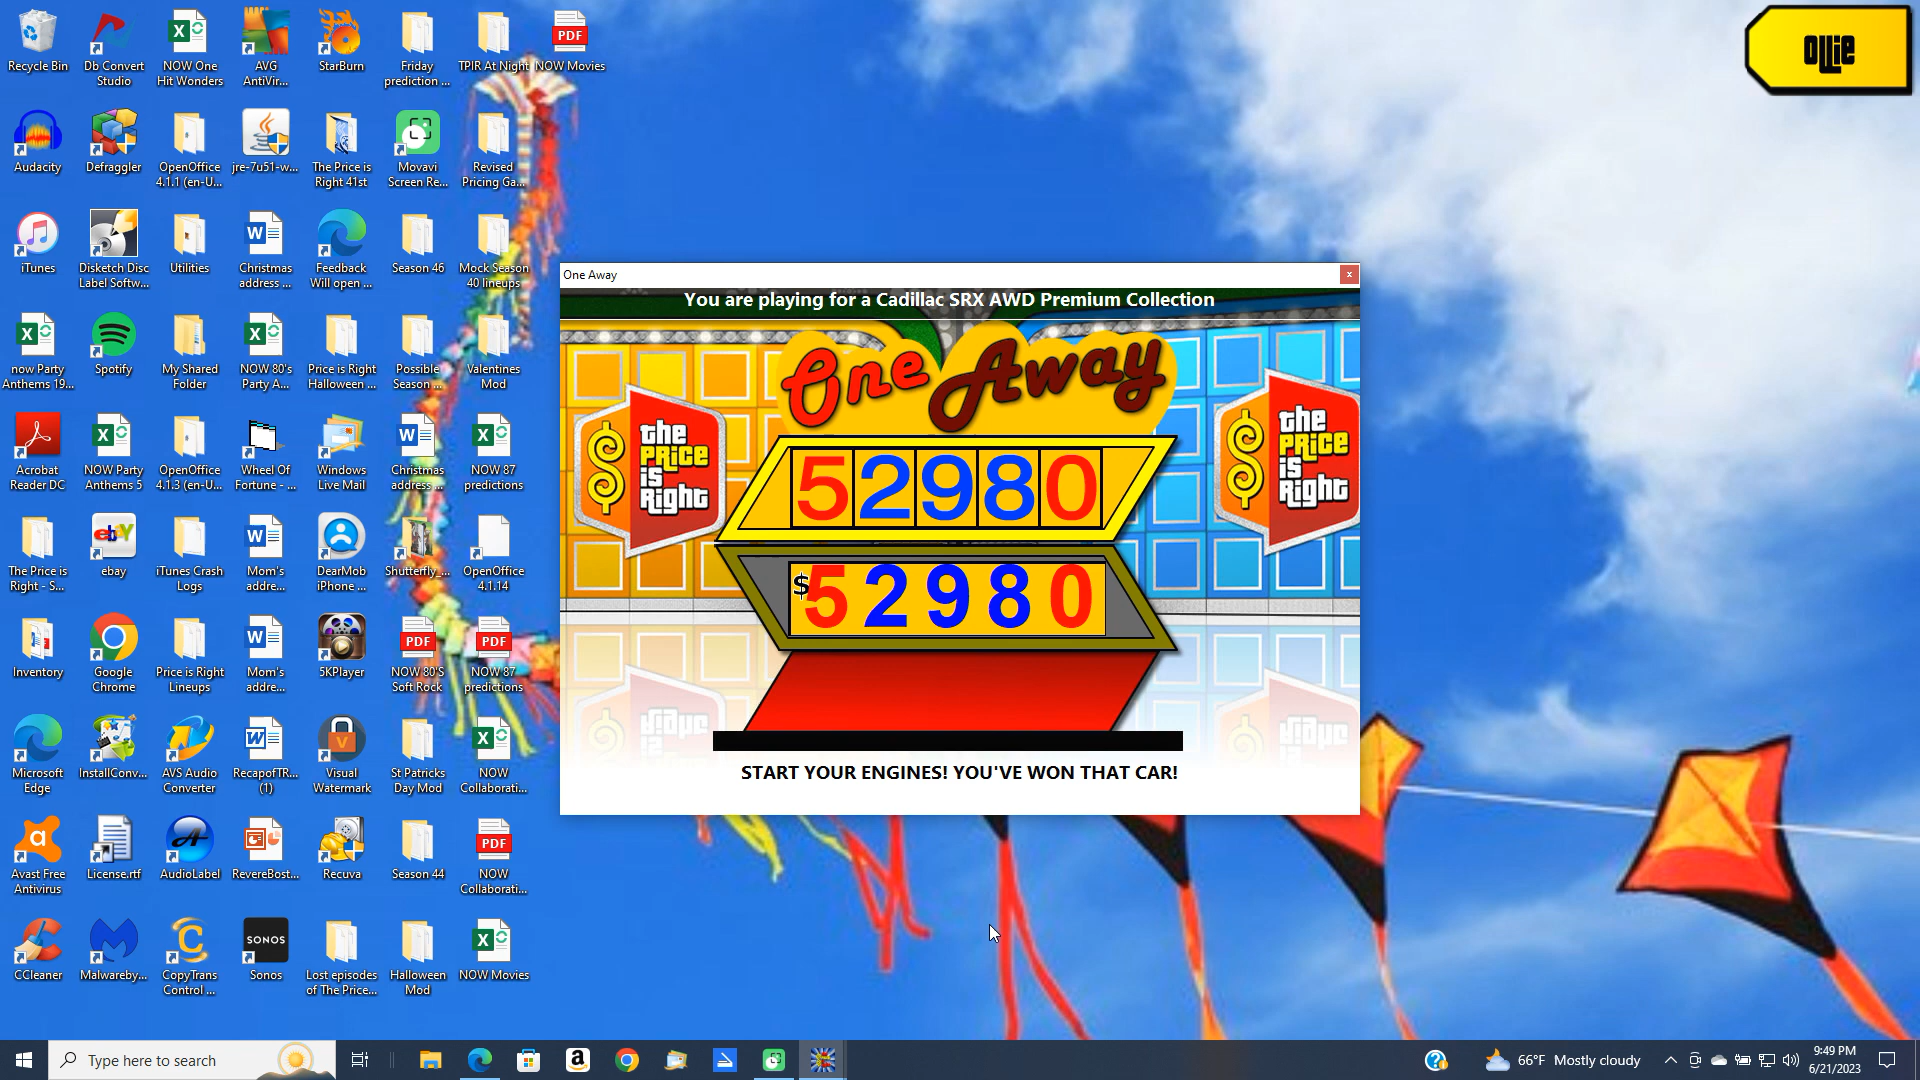 Recycle Bin
Db Convert
Studio
NOW One
Hit Wonders
AVG
AntiVir...
StarBurn
Friday
prediction ...
TPIR At Night
PDF
NOW Movies
OLLIE
Audacity
Defraggler
OpenOffice
4.1.1 (en-U...
jre-7u51-w...
The Price is
Right 41st
Movavi
Screen Re...
Revised
Pricing Ga...
iTunes
Disketch Disc
Label Softw...
Utilities
Christmas
address ...
Feedback
Will open ...
Season 46
Mock Season
40 lineups
now Party
Anthems 19...
Spotify
My Shared
Folder
NOW 80's
Party A...
Price is Right
Halloween ...
Possible
Season ...
Valentines
Mod
Acrobat
Reader DC
NOW Party
Anthems 5
OpenOffice
4.1.3 (en-U...
Wheel Of
Fortune - ...
Windows
Live Mail
Christmas
address ...
NOW 87
predictions
The Price is
Right - S...
ebay
iTunes Crash
Logs
Mom's
addre...
DearMob
iPhone ...
Shutterfly_...
OpenOffice
4.1.14
Inventory
Google
Chrome
Price is Right
Lineups
Mom's
addre...
5KPlayer
PDF
NOW 80'S
Soft Rock
PDF
NOW 87
predictions
Microsoft
Edge
InstallConv...
AVS Audio
Converter
RecapofTR...
(1)
Visual
Watermark
St Patricks
Day Mod
NOW
Collaborati...
Avast Free
Antivirus
License.rtf
AudioLabel
RevereBost...
Recuva
Season 44
PDF
NOW
Collaborati...
CCleaner
Malwareby...
CopyTrans
Control ...
SONOS
Sonos
Lost episodes
of The Price...
Halloween
Mod
NOW Movies
One Away
You are playing for a Cadillac SRX AWD Premium Collection
One Away
the
PRICE
is
Right
the
PRICE
is
Right
52980
$52980
START YOUR ENGINES! YOU'VE WON THAT CAR!
Type here to search
66°F Mostly cloudy
9:49 PM
6/21/2023